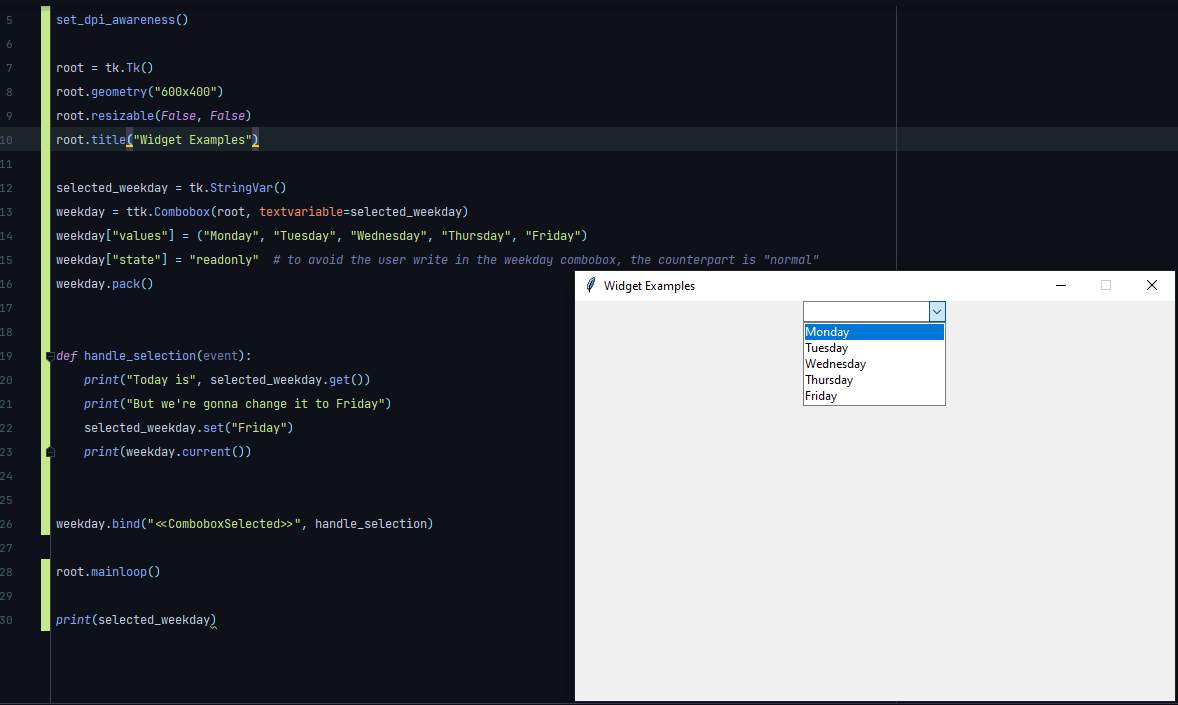 5 set_dpi_awareness()
6
7 root = tk.Tk()
8 root.geometry("600x400")
9 root.resizable(False, False)
10 root.title("Widget Examples")
11
12 selected_weekday = tk.StringVar()
13 weekday = ttk.Combobox(root, textvariable=selected_weekday)
14 weekday["values"] = ("Monday", "Tuesday", "Wednesday", "Thursday", "Friday")
15 weekday["state"] = "readonly"  # to avoid the user write in the weekday combobox, the counterpart is "normal"
16 weekday.pack()
17
18
19 def handle_selection(event):
20     print("Today is", selected_weekday.get())
21     print("But we're gonna change it to Friday")
22     selected_weekday.set("Friday")
23     print(weekday.current())
24
25
26 weekday.bind("<<ComboboxSelected>>", handle_selection)
27
28 root.mainloop()
29
30 print(selected_weekday)
Widget Examples
Monday
Tuesday
Wednesday
Thursday
Friday